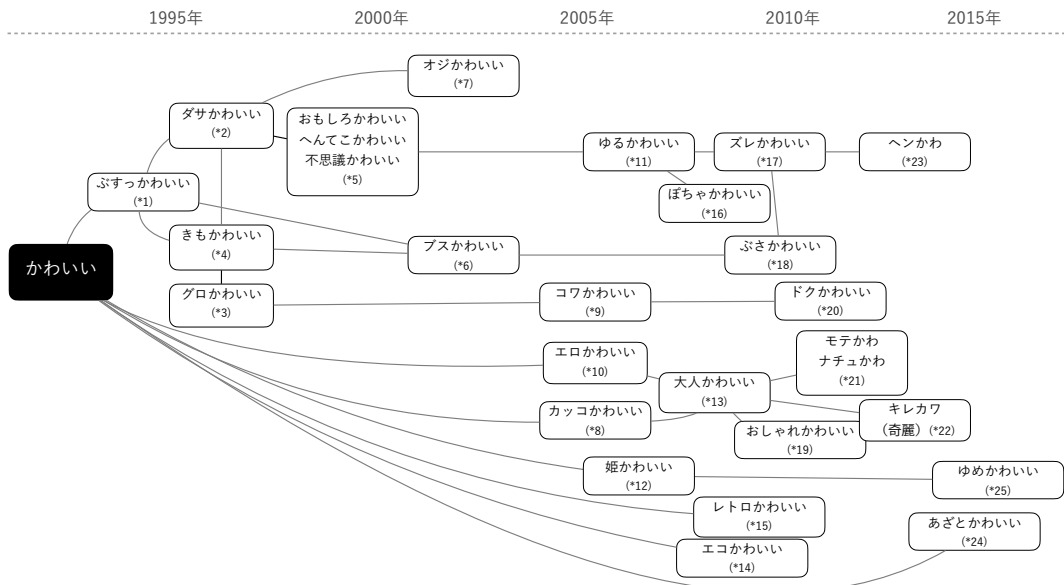 1995年
2000年
2005年
2010年
2015年
オジかわいい
(*7)
ダサかわいい
(*2)
おもしろかわいい
へんてこかわいい
不思議かわいい
(*5)
ゆるかわいい
(*11)
ズレかわいい
(*17)
ヘンかわ
(*23)
ぶすっかわいい
(*1)
ぽちゃかわいい
(*16)
きもかわいい
(*4)
ブスかわいい
(*6)
ぶさかわいい
(*18)
かわいい
グロかわいい
(*3)
コワかわいい
(*9)
ドクかわいい
(*20)
エロかわいい
(*10)
モテかわ
ナチュかわ
(*21)
大人かわいい
(*13)
カッコかわいい
(*8)
キレカワ
（奇麗）(*22)
おしゃれかわいい
(*19)
姫かわいい
(*12)
ゆめかわいい
(*25)
レトロかわいい
(*15)
あざとかわいい
(*24)
エコかわいい
(*14)